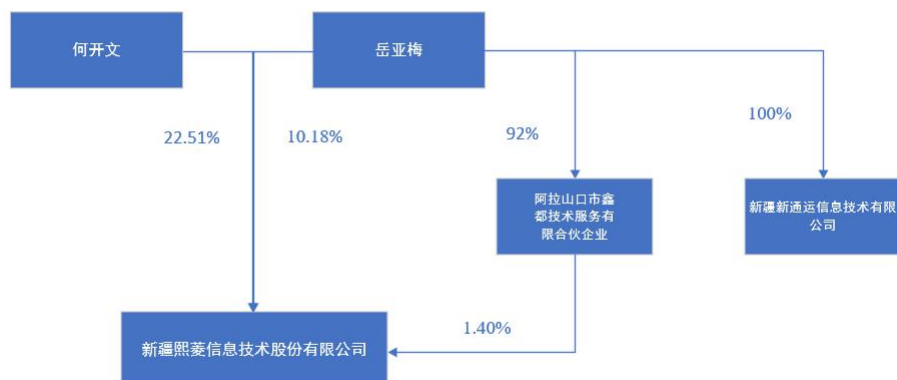 何开文
岳亚梅
22.51%
10.18%
92%
100%
阿拉山口市鑫
都技术服务有
限合伙企业
新疆新通运信息技术有限
公司
1.40%
新疆熙菱信息技术股份有限公司